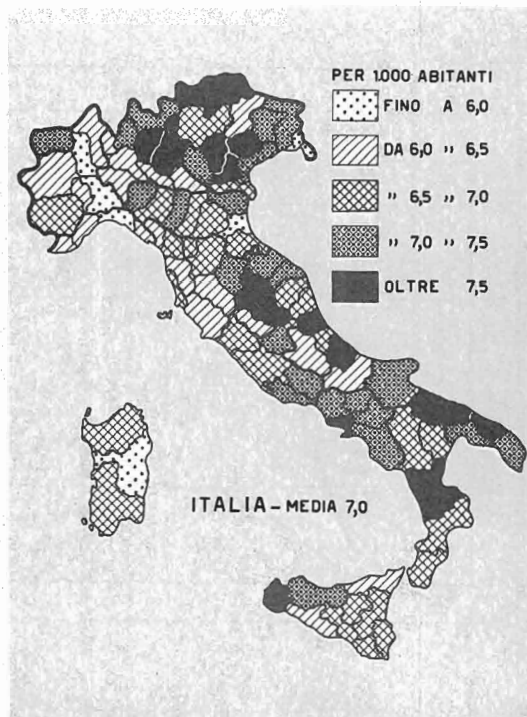 PER 1.000 ABITANTI
FINO A 6,0
DA 6,0 " 6,5
" 6,5 " 7,0
" 7,0 " 7,5
OLTRE 7,5
ITALIA – MEDIA 7,0